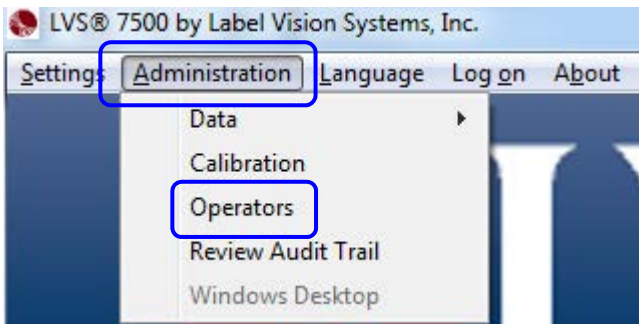 LVS® 7500 by Label Vision Systems, Inc.
Settings Administration Language Log on About
Data
Calibration
Operators
Review Audit Trail
Windows Desktop